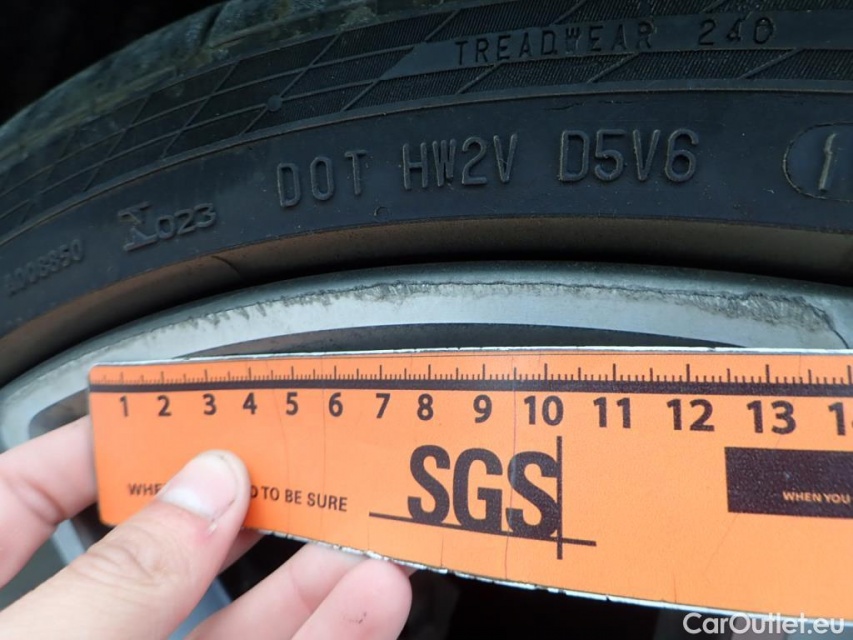 TREADWEAR 240
DOT HW2V D5V6
X023
1 2 3 4 5 6 7 8 9 10 11 12 13
SGS
TO BE SURE
WHEN YOU
CarOutlet.eu